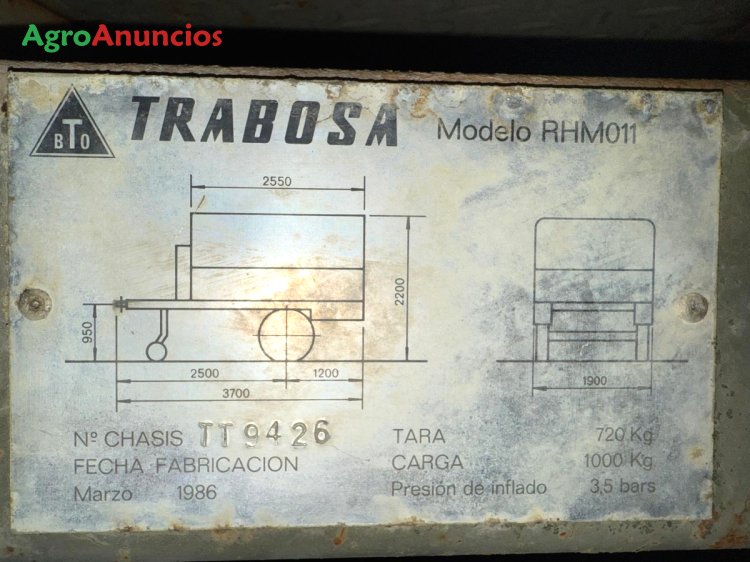 AgroAnuncios
BTO
TRABOSA Modelo RHM011
2550
2200
950
2500
1200
3700
1900
Nº CHASIS TT9426
FECHA FABRICACION
Marzo 1986
TARA 720 Kg
CARGA 1000 Kg
Presión de inflado 3,5 bars